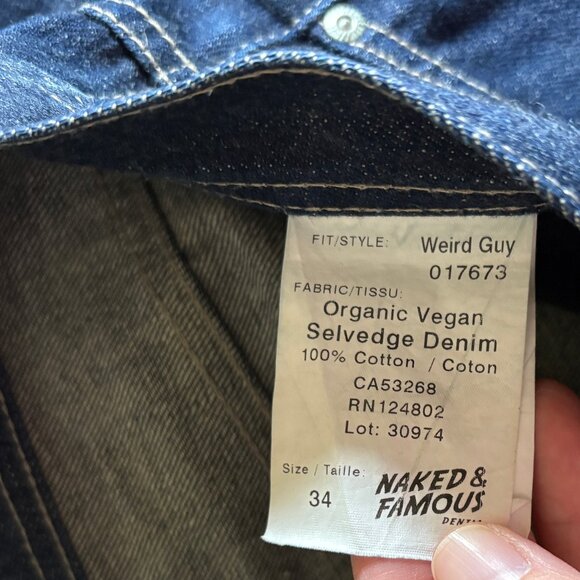 FIT/STYLE: Weird Guy
017673
FABRIC/TISSU:
Organic Vegan
Selvedge Denim
100% Cotton / Coton
CA53268
RN124802
Lot: 30974
Size / Taille:
34
NAKED &
FAMOUS